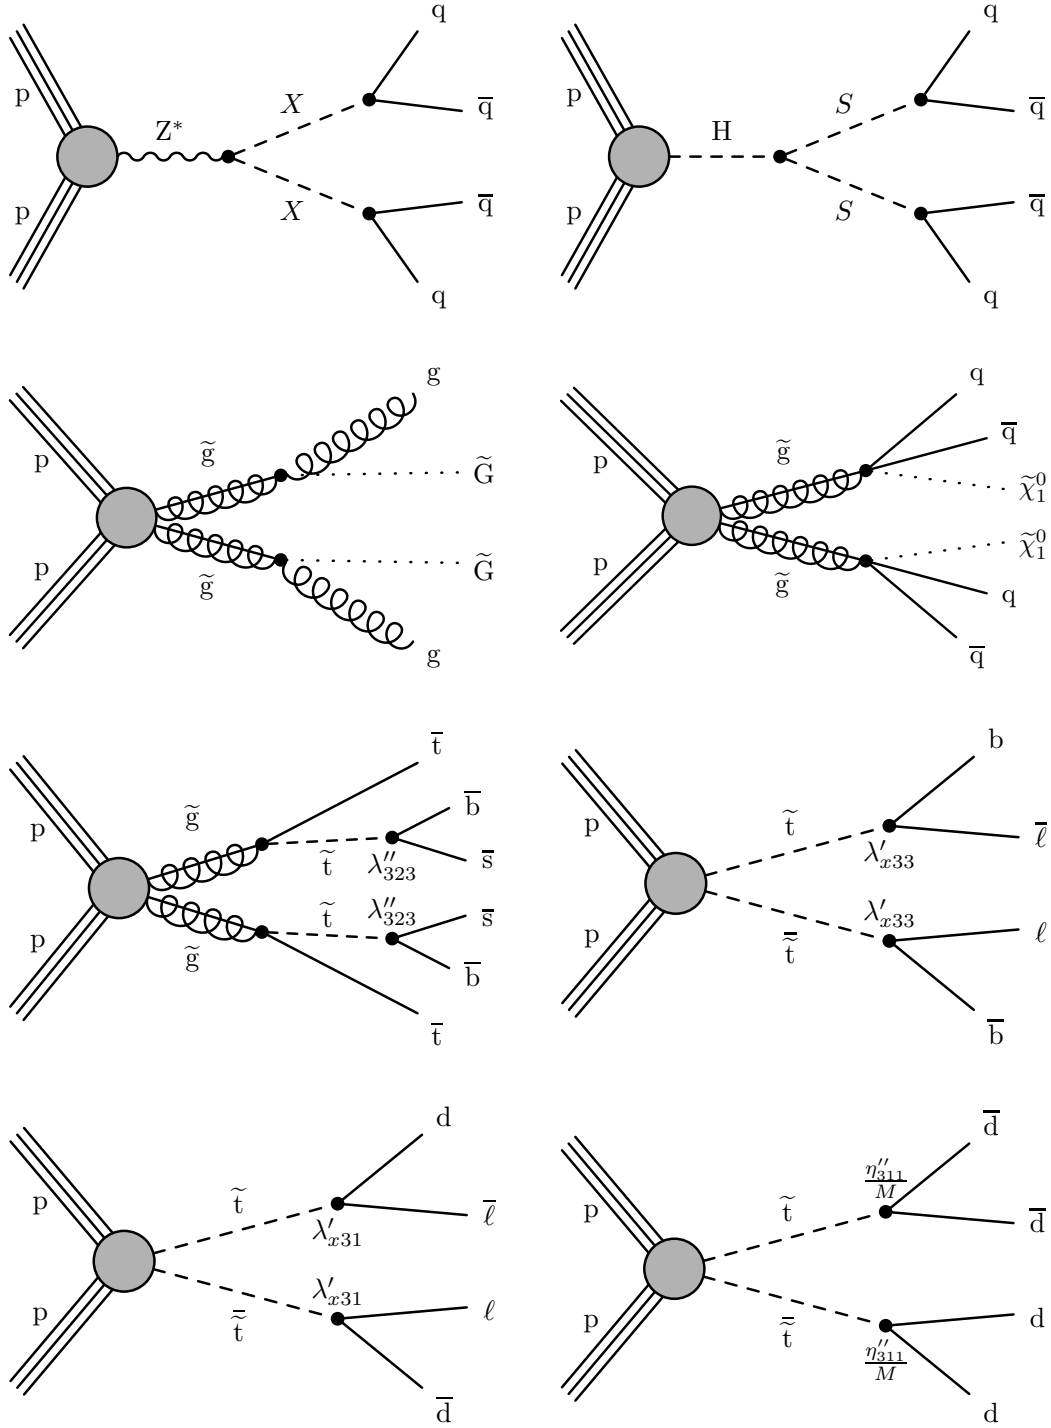 q q
p X q̅ p S q̅
Z* H
p X q̅ p S q̅
q q
g q
p g̃ G̃ p g̃ q̅
χ̃⁰₁
χ̃⁰₁
p g̃ G̃ p g̃ q
g q̅
t̅ b
p g̃ b̅ p t̃ ℓ̅
t̃ λ″₃₂₃ s̅ λ′ₓ₃₃
t̃ λ″₃₂₃ s̅ λ′ₓ₃₃ ℓ
p g̃ b̅ p t̃̅
t̅ b̅
d d̅
p t̃ ℓ̅ p t̃ η″₃₁₁/M d̅
λ′ₓ₃₁
λ′ₓ₃₁ ℓ d
p t̃̅ p t̃̅ η″₃₁₁/M
d̅ d